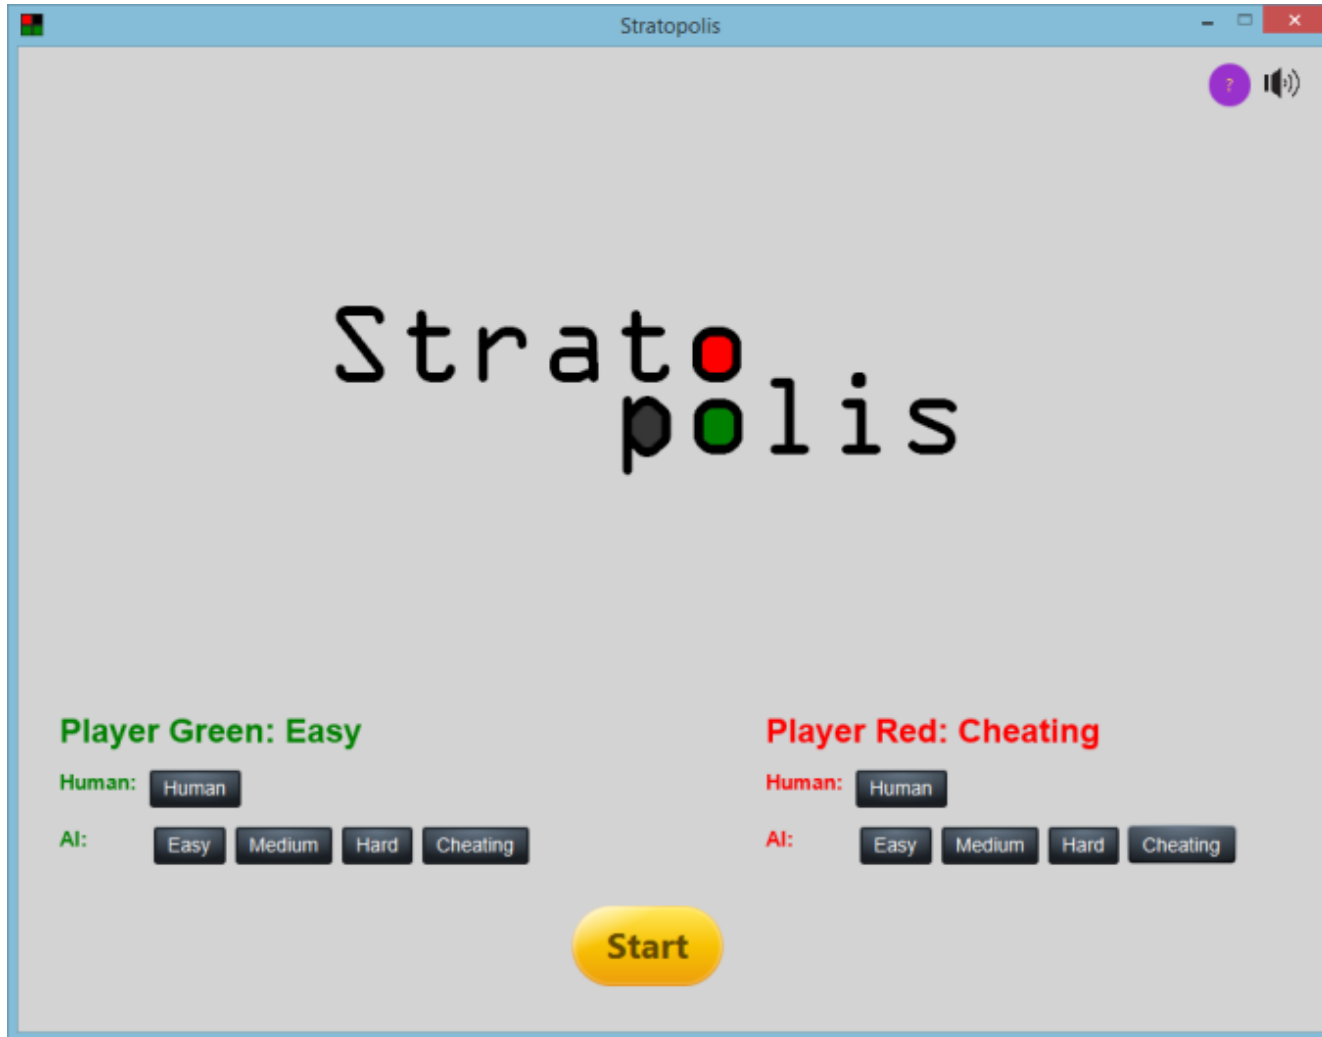 Stratopolis
?
Strato
polis
Player Green: Easy
Human: Human
AI: Easy Medium Hard Cheating
Player Red: Cheating
Human: Human
AI: Easy Medium Hard Cheating
Start